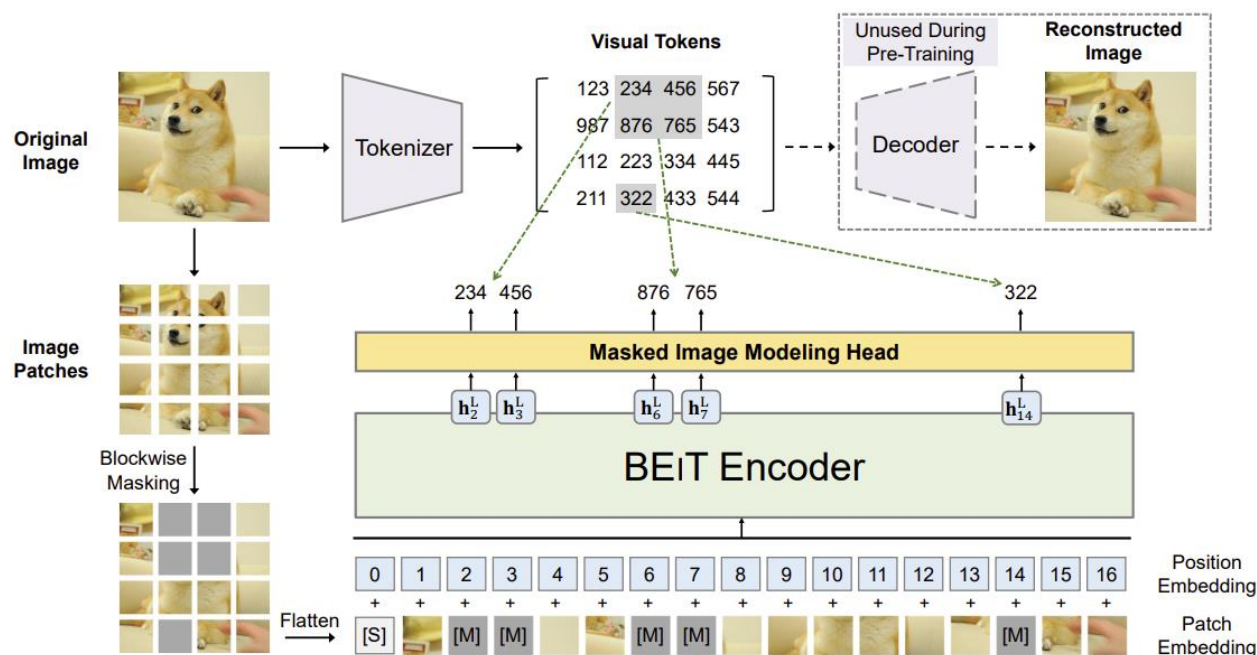 Original
Image
Tokenizer
Visual Tokens
123 234 456 567
987 876 765 543
112 223 334 445
211 322 433 544
Unused During
Pre-Training
Decoder
Reconstructed
Image
Image
Patches
234 456 876 765 322
Masked Image Modeling Head
h₂ᴸ h₃ᴸ h₆ᴸ h₇ᴸ h₁₄ᴸ
BEIT Encoder
Blockwise
Masking
Flatten
0 1 2 3 4 5 6 7 8 9 10 11 12 13 14 15 16
Position
Embedding
+ + + + + + + + + + + + + + + + +
[S] [M] [M] [M] [M] [M]
Patch
Embedding